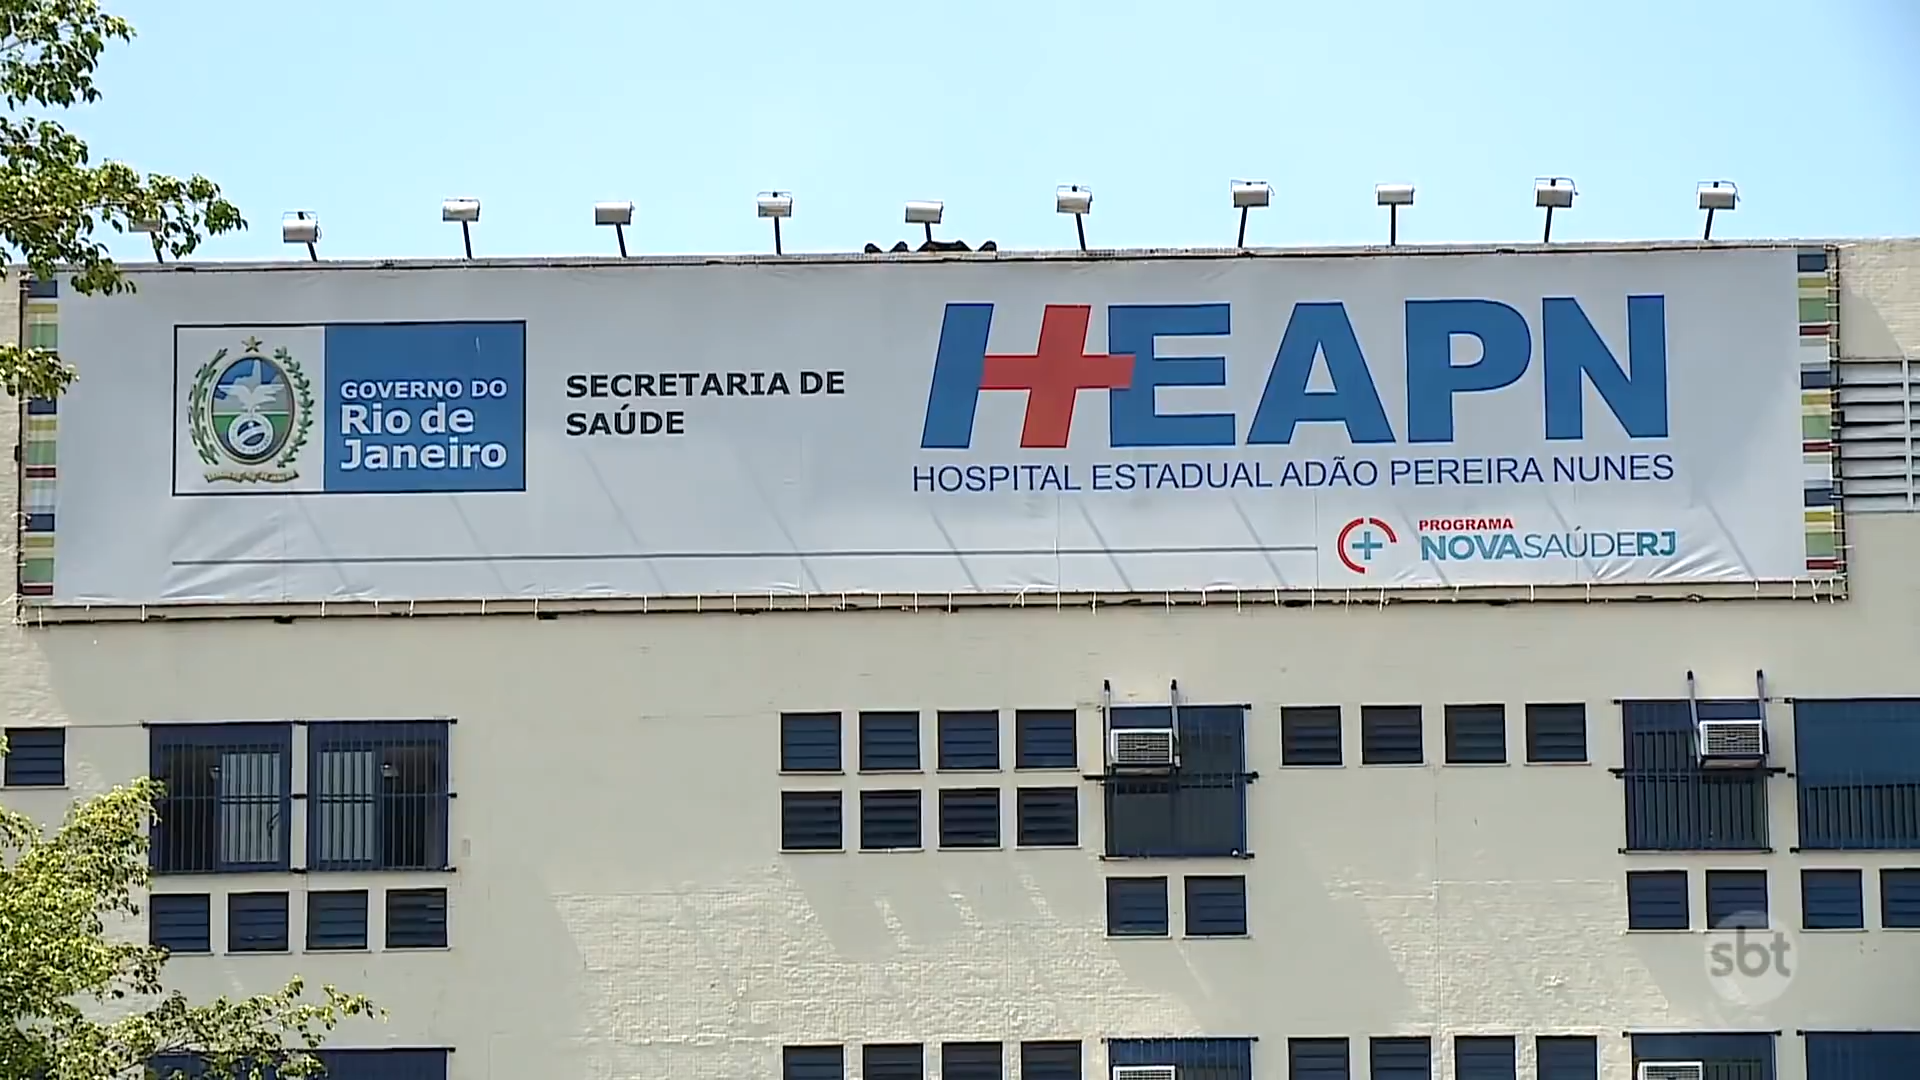 GOVERNO DO
Rio de
Janeiro
SECRETARIA DE
SAÚDE
HEAPN
HOSPITAL ESTADUAL ADÃO PEREIRA NUNES
PROGRAMA
NOVASAÚDERJ
sbt